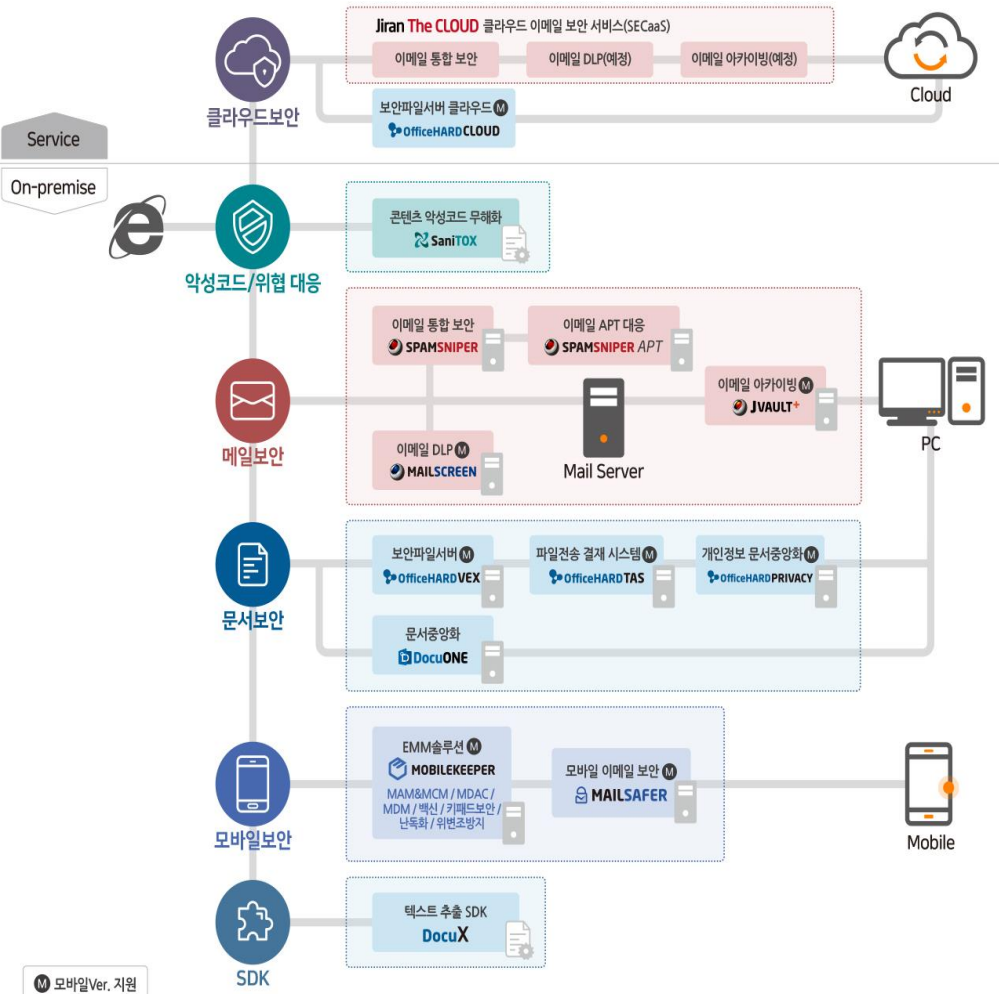 Jiran The CLOUD 클라우드 이메일 보안 서비스(SECaaS)
이메일 통합 보안
이메일 DLP(예정)
이메일 아카이빙(예정)
Cloud
클라우드보안
보안파일서버 클라우드 M
OfficeHARDCLOUD
Service
On-premise
콘텐츠 악성코드 무해화
SaniTOX
악성코드/위협 대응
이메일 통합 보안
SPAMSNIPER
이메일 APT 대응
SPAMSNIPER APT
이메일 아카이빙 M
JVAULT+
PC
메일보안
이메일 DLP M
MAILSCREEN
Mail Server
보안파일서버 M
OfficeHARDVEX
파일전송 결재 시스템 M
OfficeHARDTAS
개인정보 문서중앙화 M
OfficeHARDPRIVACY
문서보안
문서중앙화
DocuONE
EMM솔루션 M
MOBILEKEEPER
MAM&MCM / MDAC /
MDM / 백신 / 키패드보안 /
난독화 / 위변조방지
모바일 이메일 보안 M
MAILSAFER
모바일보안
Mobile
텍스트 추출 SDK
DocuX
SDK
M 모바일Ver. 지원